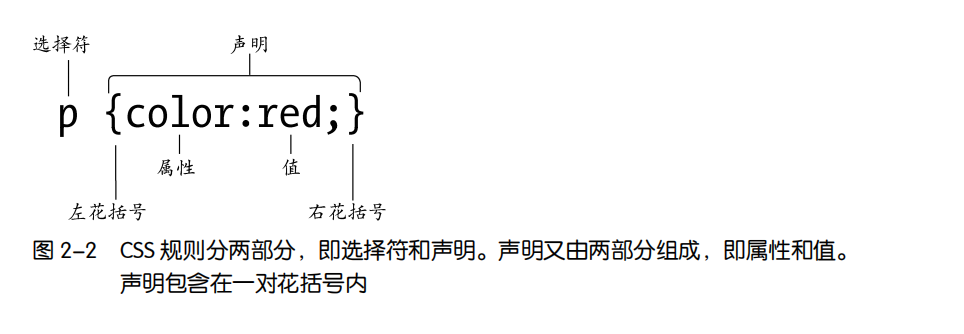 选择符 声明
p {color:red;}
属性 值
左花括号 右花括号
图 2-2 CSS 规则分两部分，即选择符和声明。声明又由两部分组成，即属性和值。
声明包含在一对花括号内